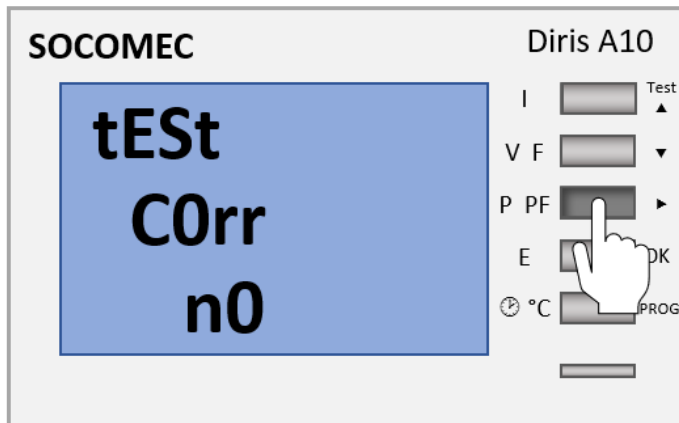 SOCOMEC Diris A10
tESt
C0rr
n0
I Test ▲
V F ▼
P PF ►
E OK
°C PROG